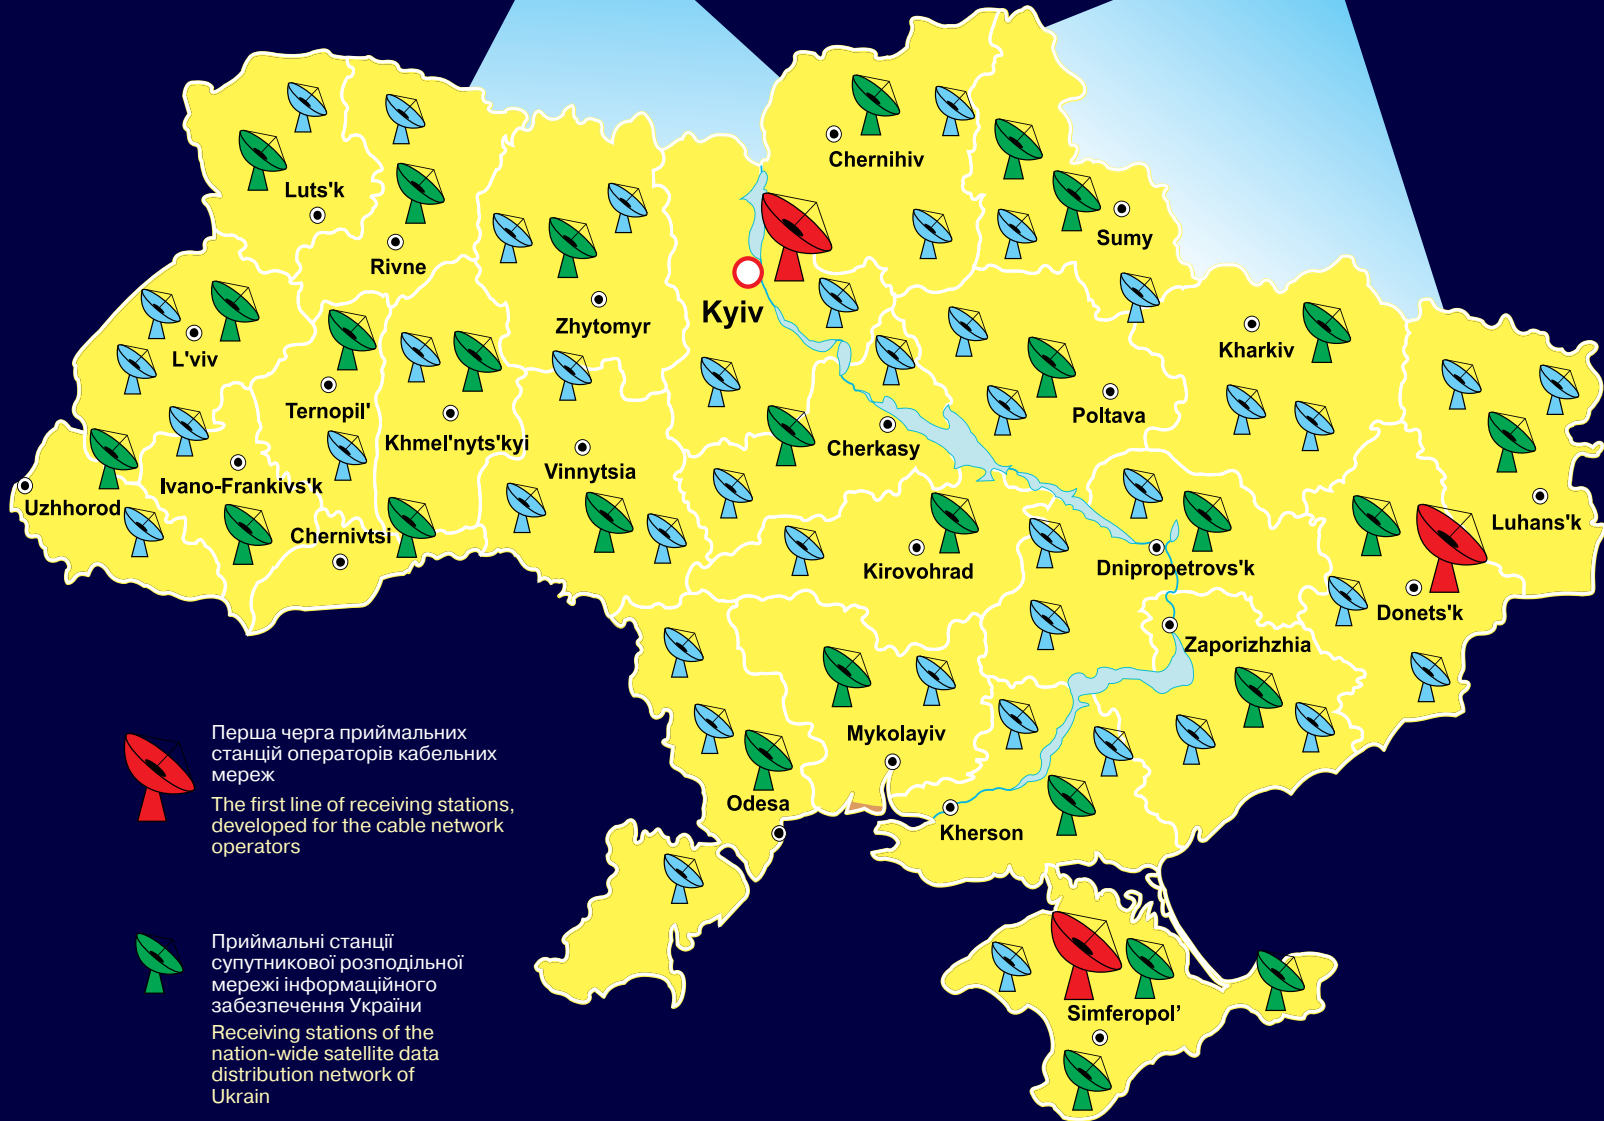 Chernihiv
Luts'k
Sumy
Rivne
Kyiv
Zhytomyr
L'viv
Kharkiv
Ternopil'
Poltava
Khmel'nyts'kyi
Cherkasy
Vinnytsia
Ivano-Frankivs'k
Uzhhorod
Luhans'k
Chernivtsi
Kirovohrad
Dnipropetrovs'k
Donets'k
Zaporizhzhia
Mykolayiv
Odesa
Kherson
Simferopol’
Перша черга приймальних
станцій операторів кабельних
мереж
The first line of receiving stations,
developed for the cable network
operators
Приймальні станції
супутникової розподільної
мережі інформаційного
забезпечення України
Receiving stations of the
nation-wide satellite data
distribution network of
Ukrain